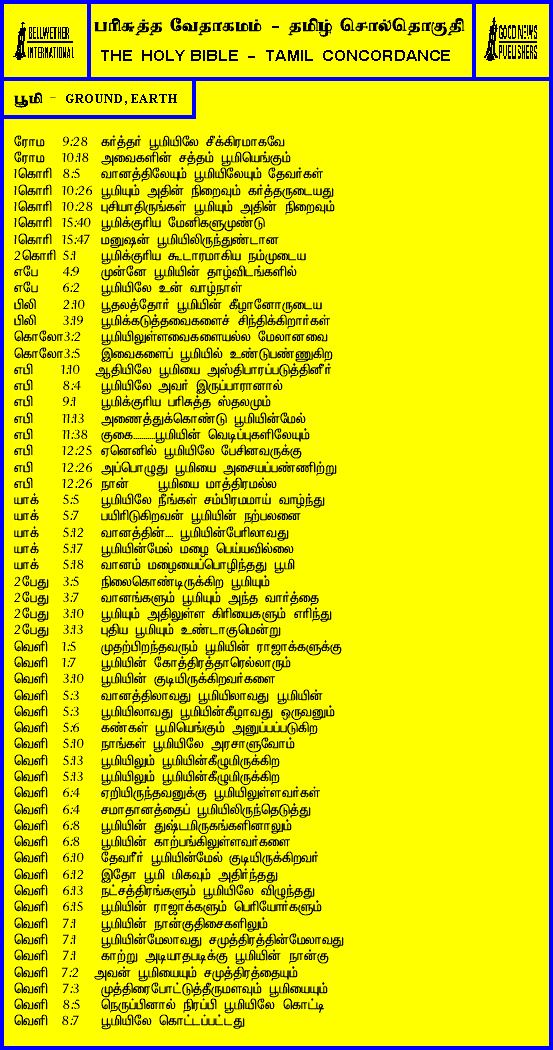 BELLWETHER
INTERNATIONAL
பரிசுத்த வேதாகமம் - தமிழ் சொல்தொகுதி
THE HOLY BIBLE - TAMIL CONCORDANCE
GOOD NEWS
PUBLISHERS
பூமி - GROUND, EARTH
ரோம 9:28 கர்த்தர் பூமியிலே சீக்கிரமாகவே
ரோம 10:18 அவைகளின் சத்தம் பூமியெங்கும்
1கொரி 8:5 வானத்திலேயும் பூமியிலேயும் தேவர்கள்
1கொரி 10:26 பூமியும் அதின் நிறைவும் கர்த்தருடையது
1கொரி 10:28 புசியாதிருங்கள் பூமியும் அதின் நிறைவும்
1கொரி 15:40 பூமிக்குரிய மேனிகளுமுண்டு
1கொரி 15:47 மனுஷன் பூமியிலிருந்துண்டான
2கொரி 5:1 பூமிக்குரிய கூடாரமாகிய நம்முடைய
எபே 4:9 முன்னே பூமியின் தாழ்விடங்களில்
எபே 6:2 பூமியிலே உன் வாழ்நாள்
பிலி 2:10 பூதலத்தோர் பூமியின் கீழானோருடைய
பிலி 3:19 பூமிக்கடுத்தவைகளைச் சிந்திக்கிறார்கள்
கொலோ3:2 பூமியிலுள்ளவைகளையல்ல மேலானவை
கொலோ3:5 இவைகளைப் பூமியில் உண்டுபண்ணுகிற
எபி 1:10 ஆதியிலே பூமியை அஸ்திபாரப்படுத்தினீர்
எபி 8:4 பூமியிலே அவர் இருப்பாரானால்
எபி 9:1 பூமிக்குரிய பரிசுத்த ஸ்தலமும்
எபி 11:13 அணைத்துக்கொண்டு பூமியின்மேல்
எபி 11:38 குகை..........பூமியின் வெடிப்புகளிலேயும்
எபி 12:25 ஏனெனில் பூமியிலே பேசினவருக்கு
எபி 12:26 அப்பொழுது பூமியை அசையப்பண்ணிற்று
எபி 12:26 நான் பூமியை மாத்திரமல்ல
யாக் 5:5 பூமியிலே நீங்கள் சம்பிரமமாய் வாழ்ந்து
யாக் 5:7 பயிரிடுகிறவன் பூமியின் நற்பலனை
யாக் 5:12 வானத்தின்.... பூமியின்பேரிலாவது
யாக் 5:17 பூமியின்மேல் மழை பெய்யவில்லை
யாக் 5:18 வானம் மழையைப்பொழிந்தது பூமி
2பேது 3:5 நிலைகொண்டிருக்கிற பூமியும்
2பேது 3:7 வானங்களும் பூமியும் அந்த வார்த்தை
2பேது 3:10 பூமியும் அதிலுள்ள கிரியைகளும் எரிந்து
2பேது 3:13 புதிய பூமியும் உண்டாகுமென்று
வெளி 1:5 முதற்பிறந்தவரும் பூமியின் ராஜாக்களுக்கு
வெளி 1:7 பூமியின் கோத்திரத்தாரெல்லாரும்
வெளி 3:10 பூமியின் குடியிருக்கிறவர்களை
வெளி 5:3 வானத்திலாவது பூமியிலாவது பூமியின்
வெளி 5:3 பூமியிலாவது பூமியின்கீழாவது ஒருவனும்
வெளி 5:6 கண்கள் பூமியெங்கும் அனுப்பப்படுகிற
வெளி 5:10 நாங்கள் பூமியிலே அரசாளுவோம்
வெளி 5:13 பூமியிலும் பூமியின்கீழுமிருக்கிற
வெளி 5:13 பூமியிலும் பூமியின்கீழுமிருக்கிற
வெளி 6:4 ஏறியிருந்தவனுக்கு பூமியிலுள்ளவர்கள்
வெளி 6:4 சமாதானத்தைப் பூமியிலிருந்தெடுத்து
வெளி 6:8 பூமியின் துஷ்டமிருகங்களினாலும்
வெளி 6:8 பூமியின் காற்பங்கிலுள்ளவர்களை
வெளி 6:10 தேவரீர் பூமியின்மேல் குடியிருக்கிறவர்
வெளி 6:12 இதோ பூமி மிகவும் அதிர்ந்தது
வெளி 6:13 நட்சத்திரங்களும் பூமியிலே விழுந்தது
வெளி 6:15 பூமியின் ராஜாக்களும் பெரியோர்களும்
வெளி 7:1 பூமியின் நான்குதிசைகளிலும்
வெளி 7:1 பூமியின்மேலாவது சமுத்திரத்தின்மேலாவது
வெளி 7:1 காற்று அடியாதபடிக்கு பூமியின் நான்கு
வெளி 7:2 அவன் பூமியையும் சமுத்திரத்தையும்
வெளி 7:3 முத்திரைபோட்டுத்தீருமளவும் பூமியையும்
வெளி 8:5 நெருப்பினால் நிரப்பி பூமியிலே கொட்டி
வெளி 8:7 பூமியிலே கொட்டப்பட்டது